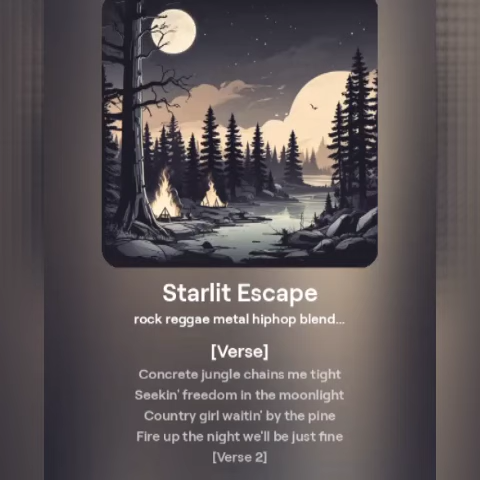 Starlit Escape
rock reggae metal hiphop blend...
[Verse]
Concrete jungle chains me tight
Seekin' freedom in the moonlight
Country girl waitin' by the pine
Fire up the night we'll be just fine
[Verse 2]